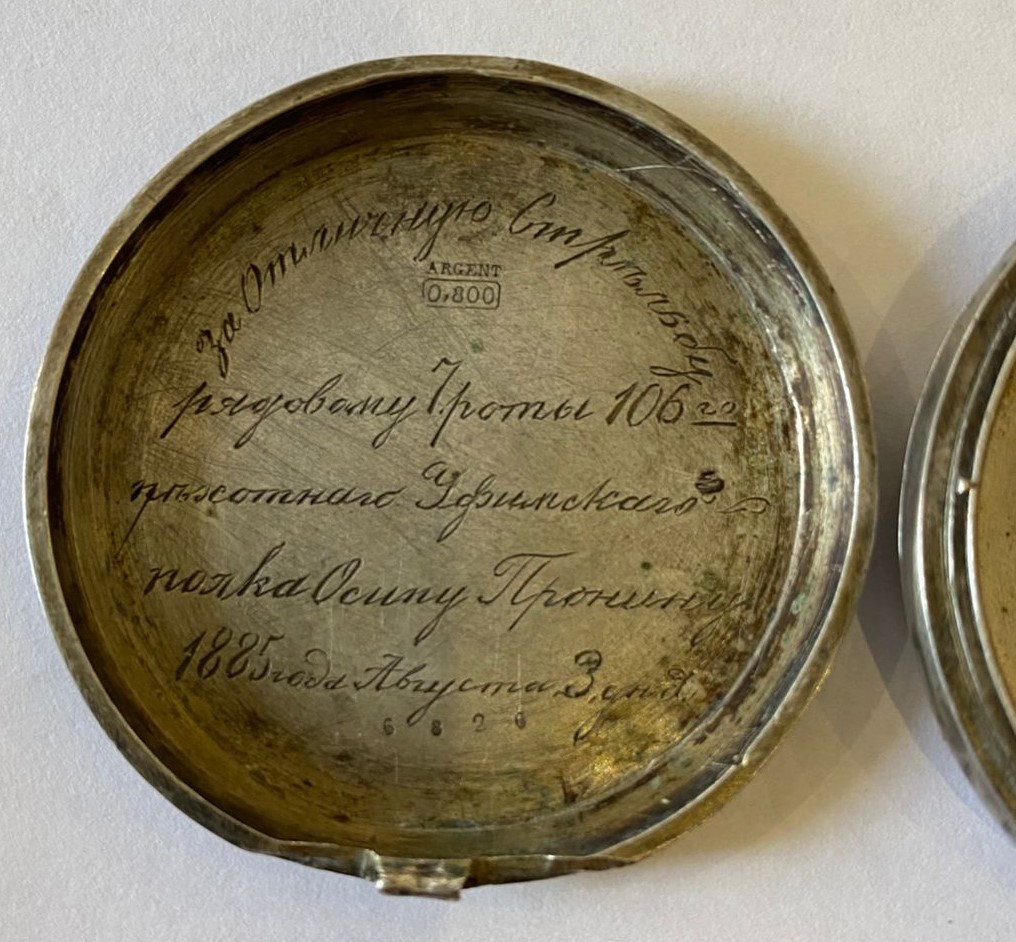 за Отличную Стрѣльбу
ARGENT
0,800
рядовому 7 роты 106го
пѣхотнаго Уфимскаго
полка Осипу Пронину
1885 года Августа 3 дня
6826